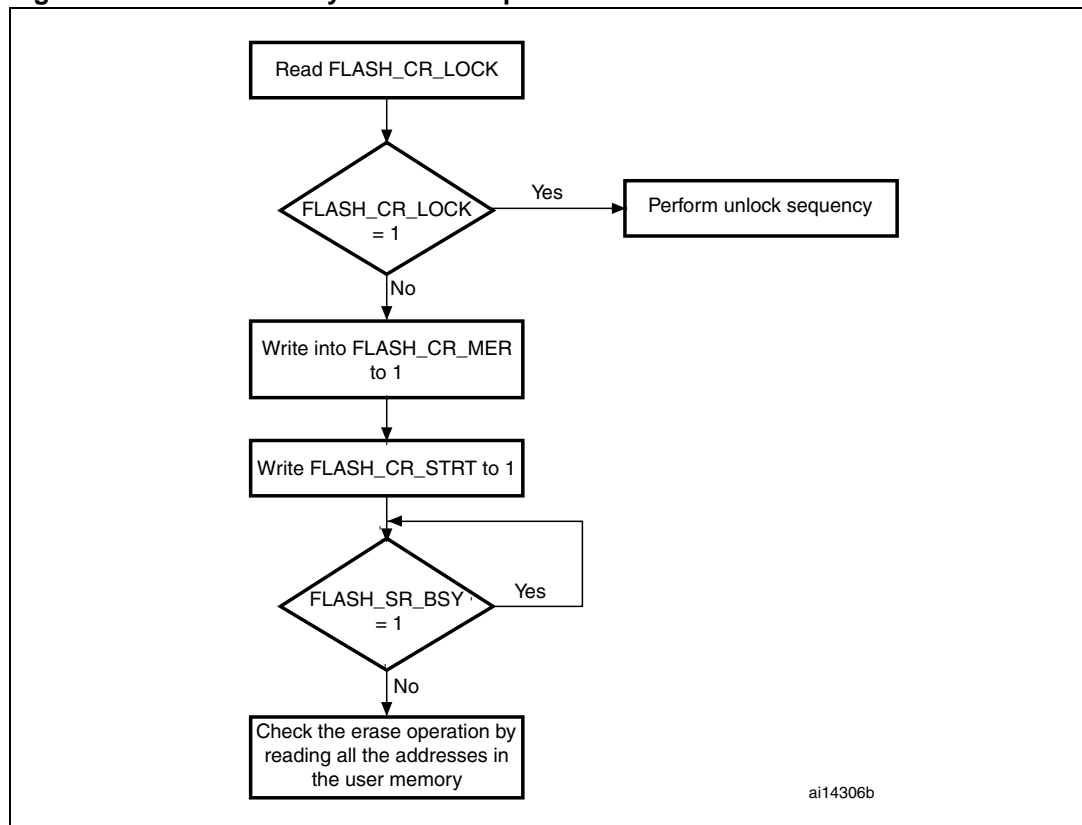 Read FLASH_CR_LOCK
FLASH_CR_LOCK
= 1
Yes
Perform unlock sequency
No
Write into FLASH_CR_MER
to 1
Write FLASH_CR_STRT to 1
FLASH_SR_BSY
= 1
Yes
No
Check the erase operation by
reading all the addresses in
the user memory
ai14306b